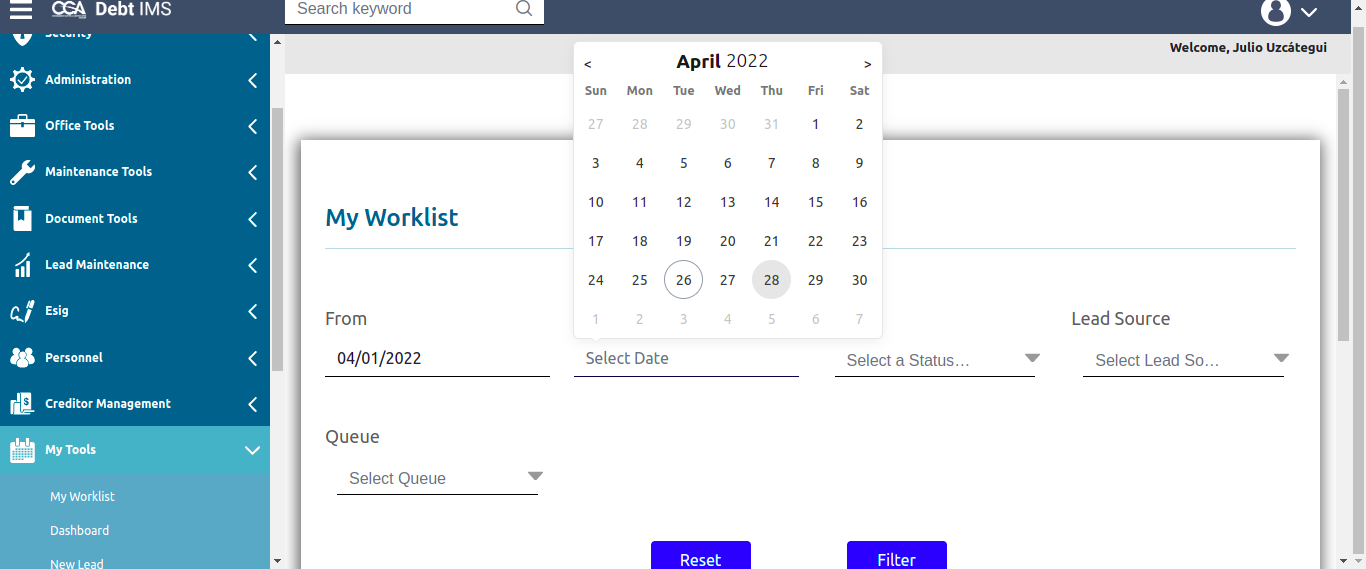 CGA Debt IMS
Search keyword
Welcome, Julio Uzcátegui
Security
Administration
Office Tools
Maintenance Tools
Document Tools
Lead Maintenance
Esig
Personnel
Creditor Management
My Tools
My Worklist
Dashboard
New Lead
< April 2022 >
Sun Mon Tue Wed Thu Fri Sat
27 28 29 30 31 1 2
3 4 5 6 7 8 9
10 11 12 13 14 15 16
17 18 19 20 21 22 23
24 25 26 27 28 29 30
1 2 3 4 5 6 7
My Worklist
From
Lead Source
04/01/2022
Select Date
Select a Status...
Select Lead So...
Queue
Select Queue
Reset
Filter